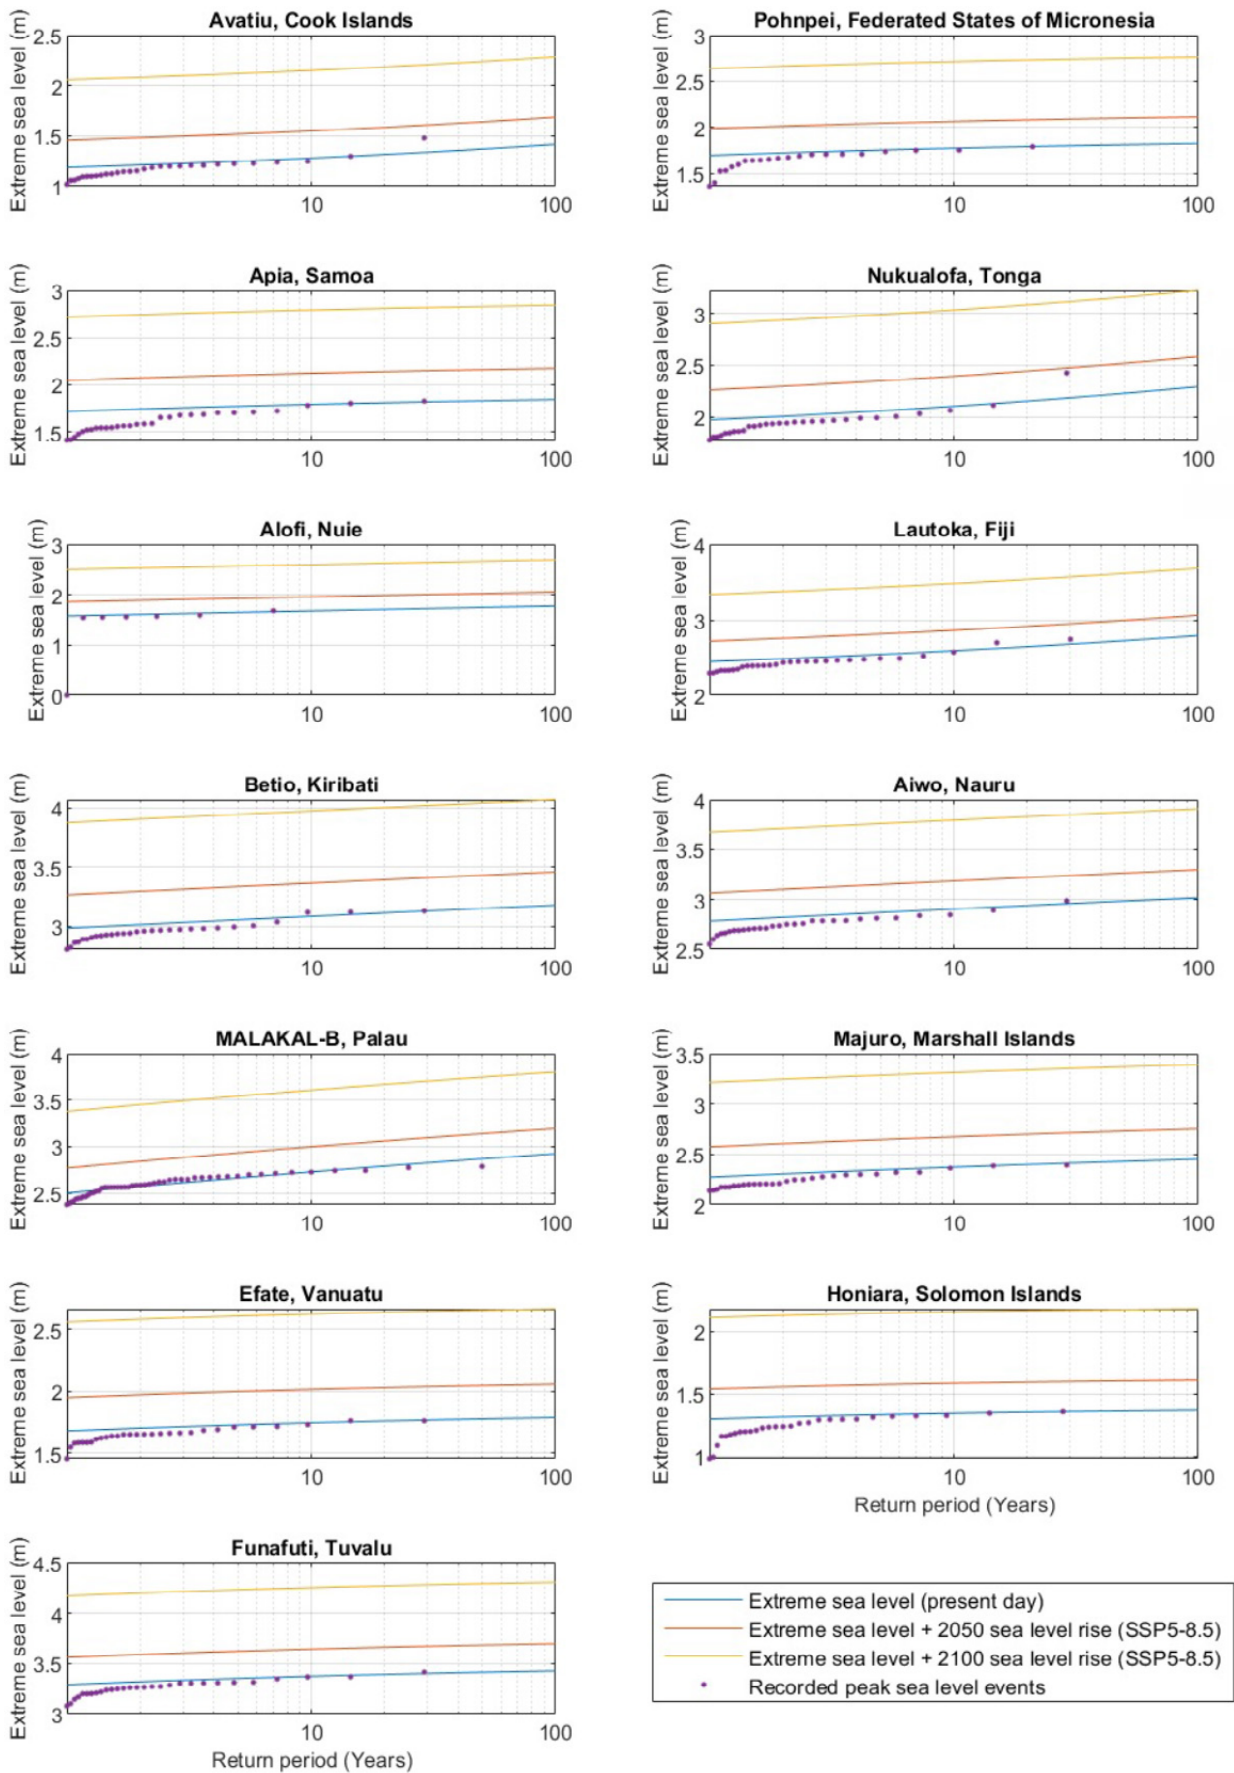 Avatiu, Cook Islands
Extreme sea level (m)
2.5
2
1.5
1
10
100
Pohnpei, Federated States of Micronesia
Extreme sea level (m)
3
2.5
2
1.5
10
100
Apia, Samoa
Extreme sea level (m)
3
2.5
2
1.5
10
100
Nukualofa, Tonga
Extreme sea level (m)
3
2.5
2
10
100
Alofi, Nuie
Extreme sea level (m)
3
2
1
0
10
100
Lautoka, Fiji
Extreme sea level (m)
4
3
2
10
100
Betio, Kiribati
Extreme sea level (m)
4
3.5
3
10
100
Aiwo, Nauru
Extreme sea level (m)
4
3.5
3
2.5
10
100
MALAKAL-B, Palau
Extreme sea level (m)
4
3.5
3
2.5
10
100
Majuro, Marshall Islands
Extreme sea level (m)
3.5
3
2.5
2
10
100
Efate, Vanuatu
Extreme sea level (m)
2.5
2
1.5
10
100
Honiara, Solomon Islands
Extreme sea level (m)
2
1.5
1
10
100
Return period (Years)
Funafuti, Tuvalu
Extreme sea level (m)
4.5
4
3.5
3
10
100
Return period (Years)
Extreme sea level (present day)
Extreme sea level + 2050 sea level rise (SSP5-8.5)
Extreme sea level + 2100 sea level rise (SSP5-8.5)
Recorded peak sea level events